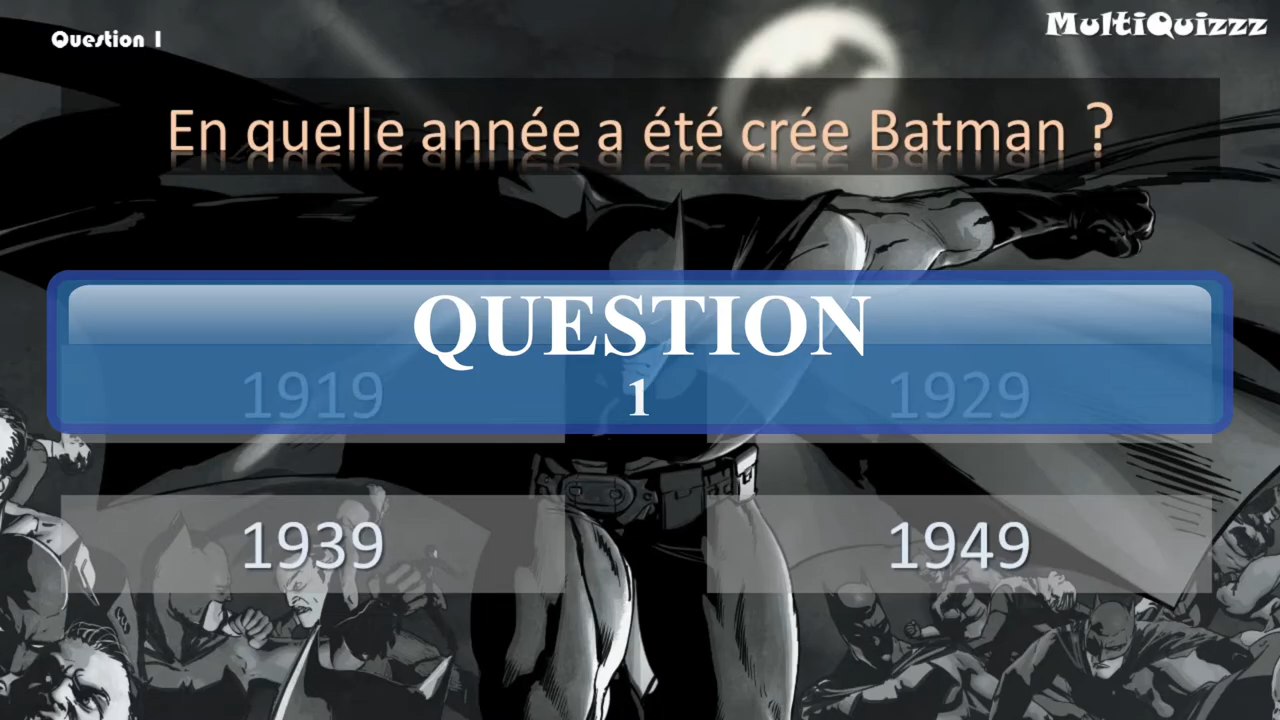 Question 1
MultiQuizzz
En quelle année a été crée Batman ?
QUESTION
1
1919
1929
1939
1949